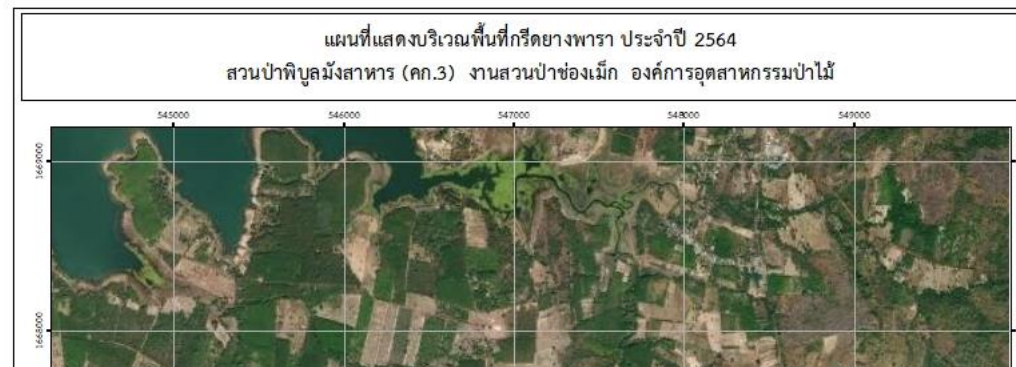 แผนที่แสดงบริเวณพื้นที่กรีดยางพารา ประจำปี 2564
สวนป่าพิบูลมังสาหาร (คก.3) งานสวนป่าช่องเม็ก องค์การอุตสาหกรรมป่าไม้
545000 546000 547000 548000 549000
1669000
1668000